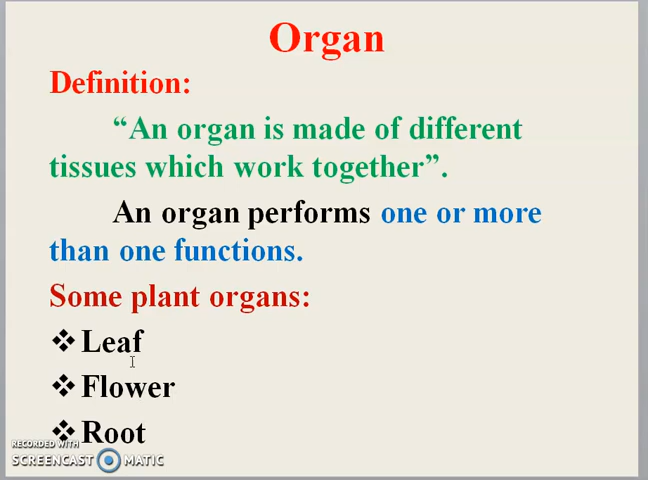 Organ
Definition:
“An organ is made of different
tissues which work together”.
An organ performs one or more
than one functions.
Some plant organs:
❖ Leaf
❖ Flower
❖ Root
RECORDED WITH
SCREENCAST MATIC